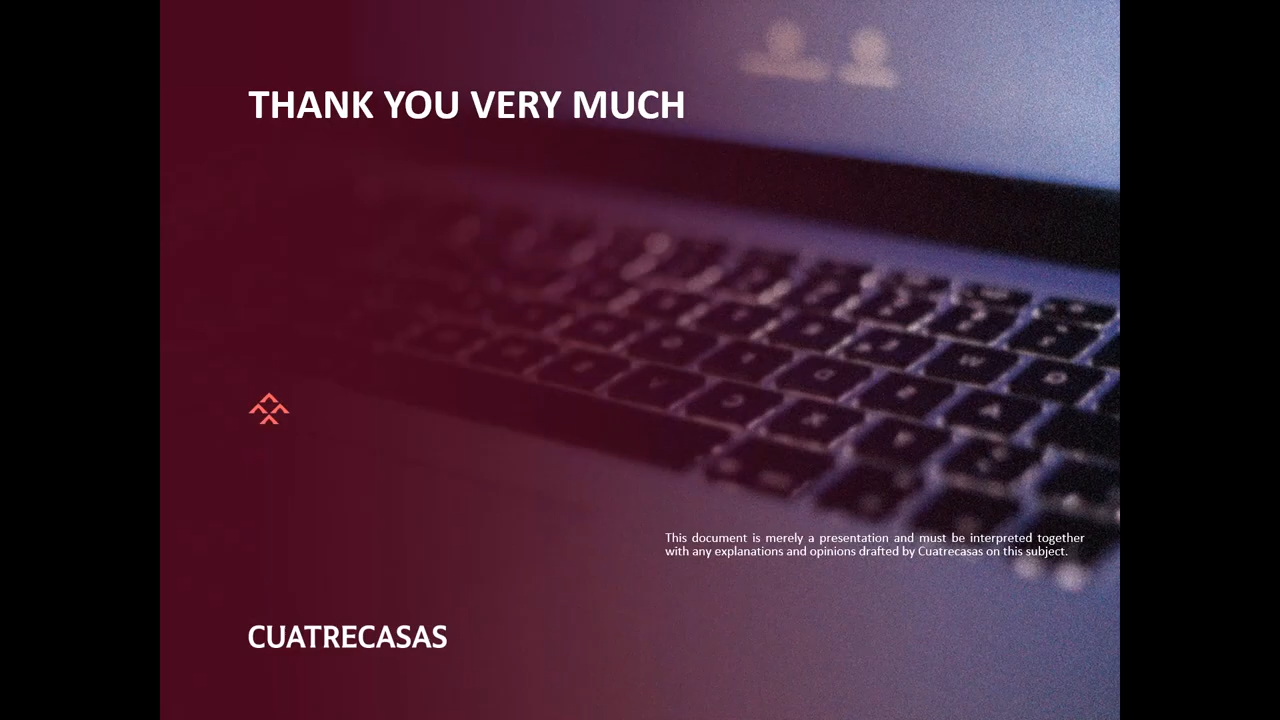 THANK YOU VERY MUCH
This document is merely a presentation and must be interpreted together
with any explanations and opinions drafted by Cuatrecasas on this subject.
CUATRECASAS